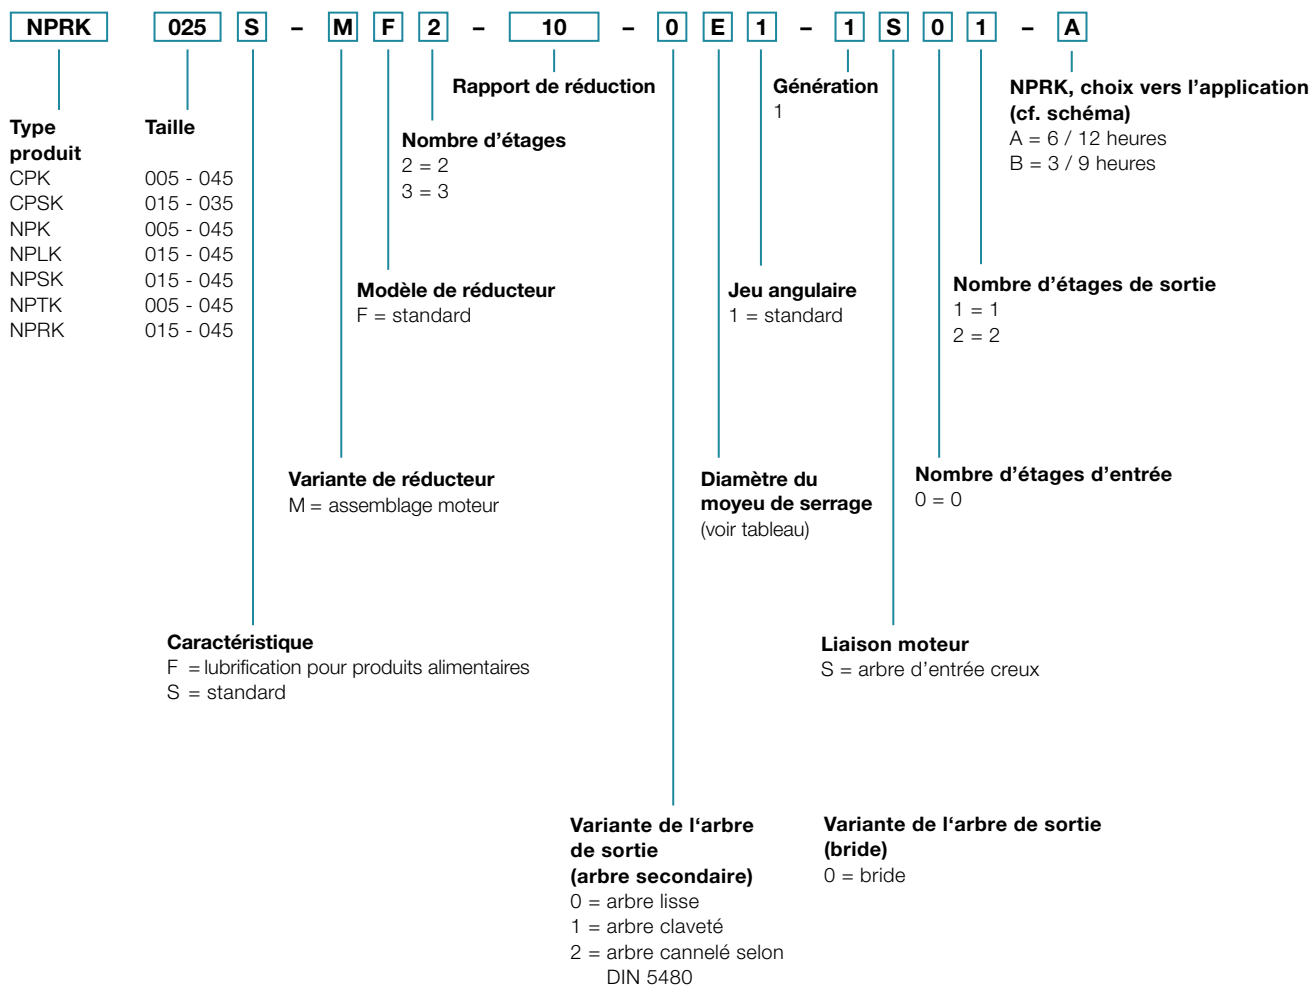 NPRK 025 S – M F 2 – 10 – 0 E 1 – 1 S 0 1 – A
Rapport de réduction
Génération
1
NPRK, choix vers l'application
(cf. schéma)
A = 6 / 12 heures
B = 3 / 9 heures
Type
produit
Taille
CPK 005 - 045
CPSK 015 - 035
NPK 005 - 045
NPLK 015 - 045
NPSK 015 - 045
NPTK 005 - 045
NPRK 015 - 045
Nombre d'étages
2 = 2
3 = 3
Modèle de réducteur
F = standard
Jeu angulaire
1 = standard
Nombre d'étages de sortie
1 = 1
2 = 2
Variante de réducteur
M = assemblage moteur
Diamètre du
moyeu de serrage
(voir tableau)
Nombre d'étages d'entrée
0 = 0
Caractéristique
F = lubrification pour produits alimentaires
S = standard
Liaison moteur
S = arbre d'entrée creux
Variante de l‘arbre
de sortie
(arbre secondaire)
0 = arbre lisse
1 = arbre claveté
2 = arbre cannelé selon
DIN 5480
Variante de l‘arbre de sortie
(bride)
0 = bride